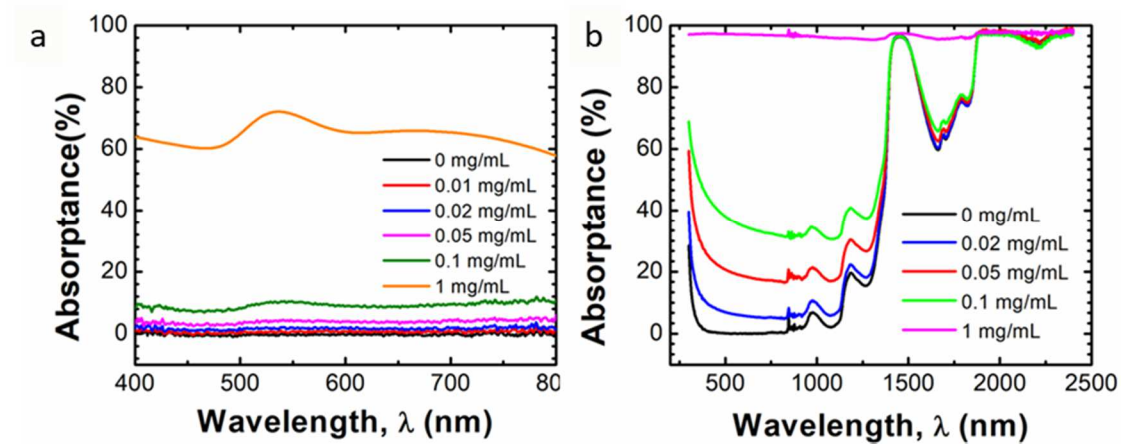 a
100
80
60
40
20
0
Absorptance(%)
0 mg/mL
0.01 mg/mL
0.02 mg/mL
0.05 mg/mL
0.1 mg/mL
1 mg/mL
400 500 600 700 80
Wavelength, λ (nm)
b
100
80
60
40
20
0
Absorptance (%)
0 mg/mL
0.02 mg/mL
0.05 mg/mL
0.1 mg/mL
1 mg/mL
500 1000 1500 2000 2500
Wavelength, λ (nm)